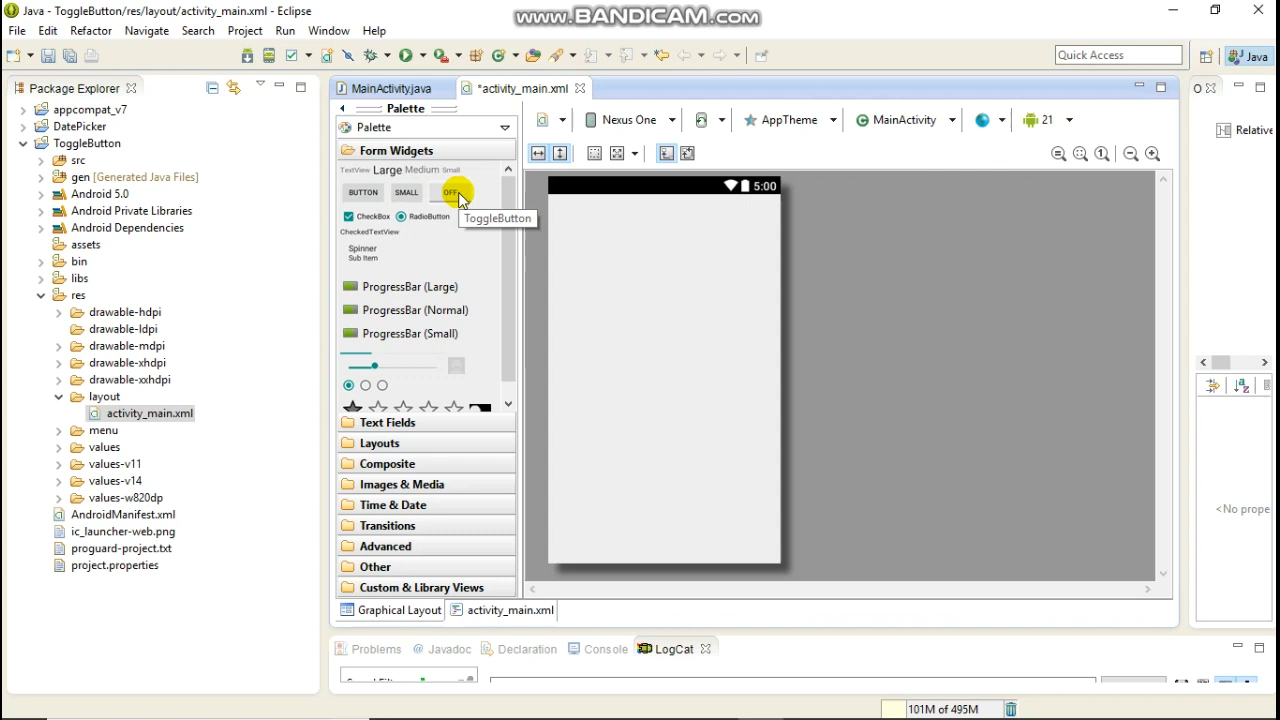 Java - ToggleButton/res/layout/activity_main.xml - Eclipse
www.BANDICAM.com
File Edit Refactor Navigate Search Project Run Window Help
Quick Access
Java
Package Explorer
appcompat_v7
DatePicker
ToggleButton
src
gen [Generated Java Files]
Android 5.0
Android Private Libraries
Android Dependencies
assets
bin
libs
res
drawable-hdpi
drawable-ldpi
drawable-mdpi
drawable-xhdpi
drawable-xxhdpi
layout
activity_main.xml
menu
values
values-v11
values-v14
values-w820dp
AndroidManifest.xml
ic_launcher-web.png
proguard-project.txt
project.properties
MainActivity.java
*activity_main.xml
Palette
Palette
Form Widgets
TextView Large Medium Small
BUTTON SMALL OFF
ToggleButton
CheckBox RadioButton
CheckedTextView
Spinner
Sub Item
ProgressBar (Large)
ProgressBar (Normal)
ProgressBar (Small)
Text Fields
Layouts
Composite
Images & Media
Time & Date
Transitions
Advanced
Other
Custom & Library Views
Graphical Layout
activity_main.xml
Nexus One AppTheme MainActivity 21
5:00
O
Relative
<No prope
Problems @ Javadoc Declaration Console LogCat
101M of 495M